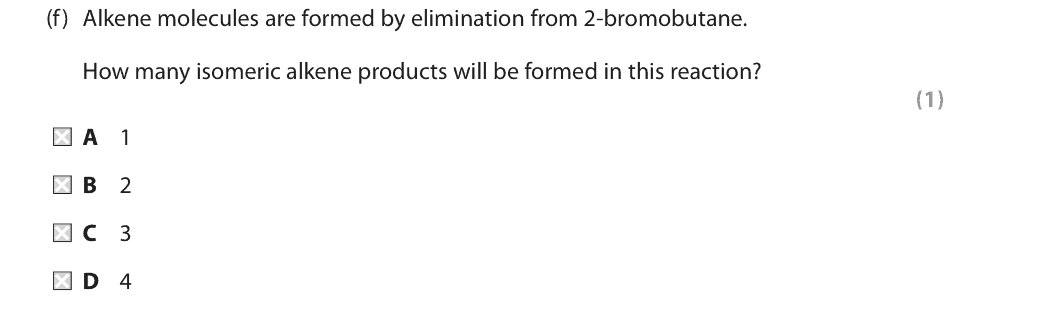 (f) Alkene molecules are formed by elimination from 2-bromobutane.
How many isomeric alkene products will be formed in this reaction?
(1)
A 1
B 2
C 3
D 4